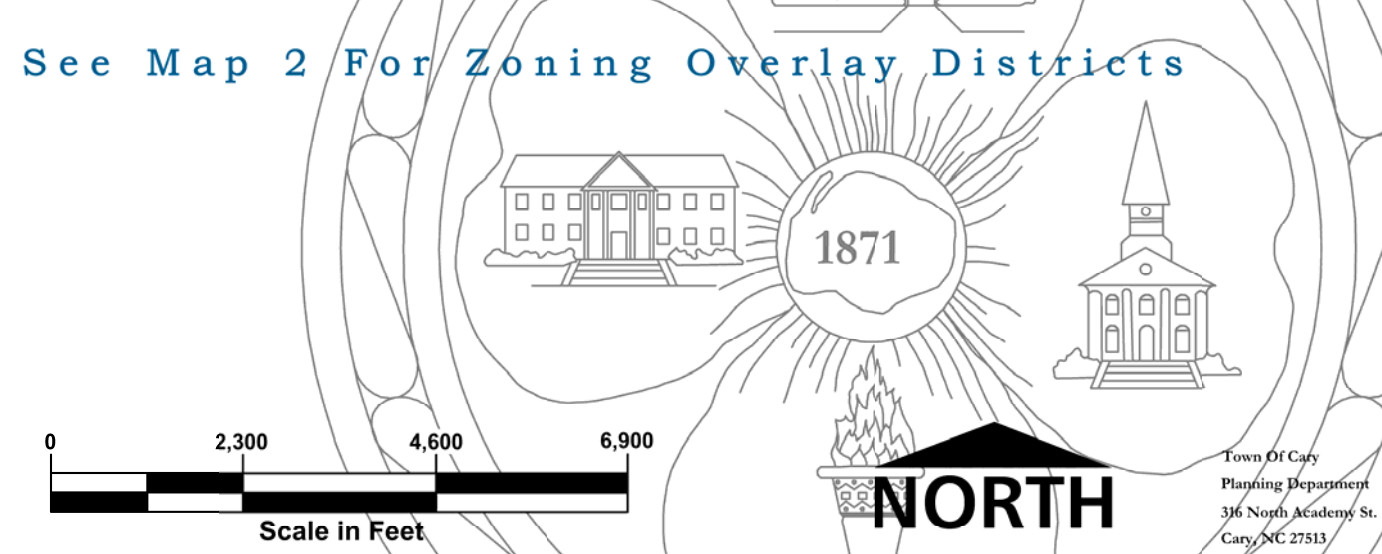 See Map 2 For Zoning Overlay Districts
1871
0 2,300 4,600 6,900
Scale in Feet
NORTH
Town Of Cary
Planning Department
316 North Academy St.
Cary, NC 27513